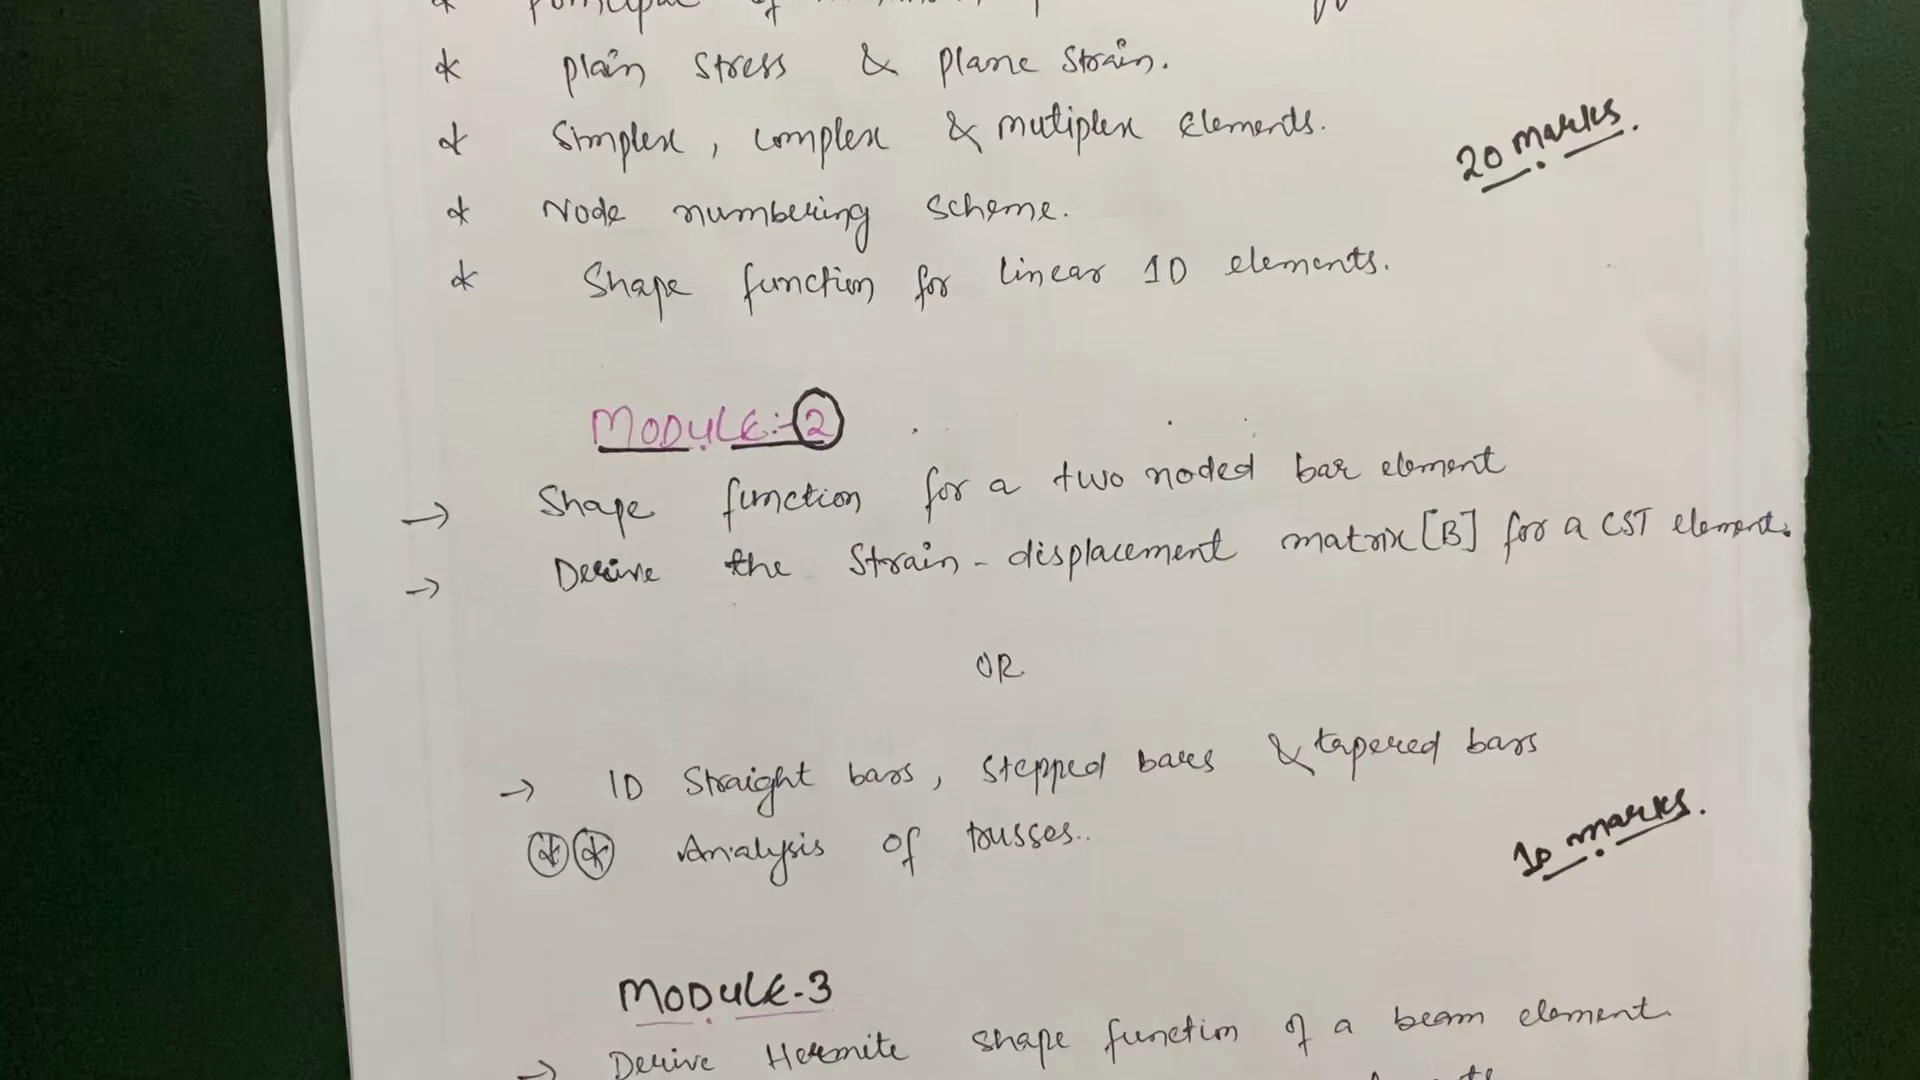 * of
* plain stress & plane strain.
* Simplex, complex & mutiplex elements.
20 marks.
* Node numbering scheme.
* Shape function for linear 1D elements.
MODULE:-2
→ Shape function for a two noded bar element
→ Derive the strain-displacement matrix [B] for a CST element.
OR
→ 1D Straight bars, stepped bars & tapered bars
** Analysis of trusses..
10 marks.
MODULE-3
→ Derive Hermite shape function of a beam element.